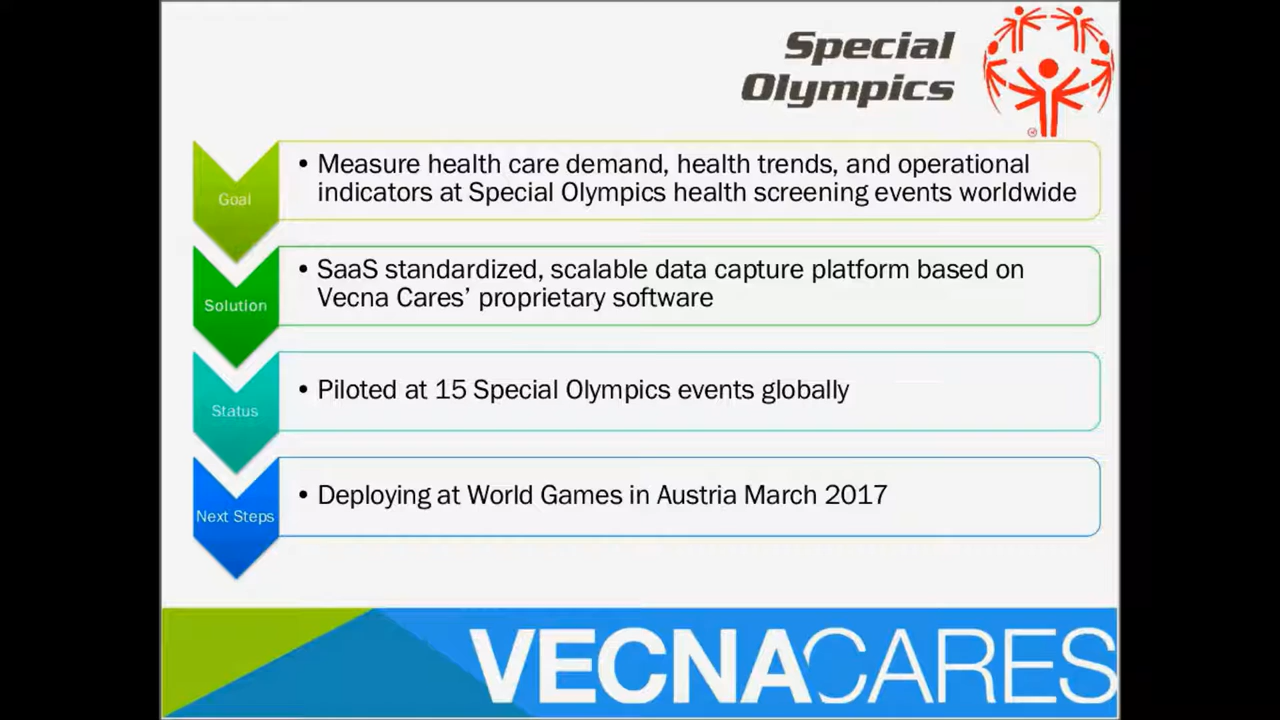 Special
Olympics
Goal
• Measure health care demand, health trends, and operational
indicators at Special Olympics health screening events worldwide
Solution
• SaaS standardized, scalable data capture platform based on
Vecna Cares’ proprietary software
Status
• Piloted at 15 Special Olympics events globally
Next Steps
• Deploying at World Games in Austria March 2017
VECNACARES